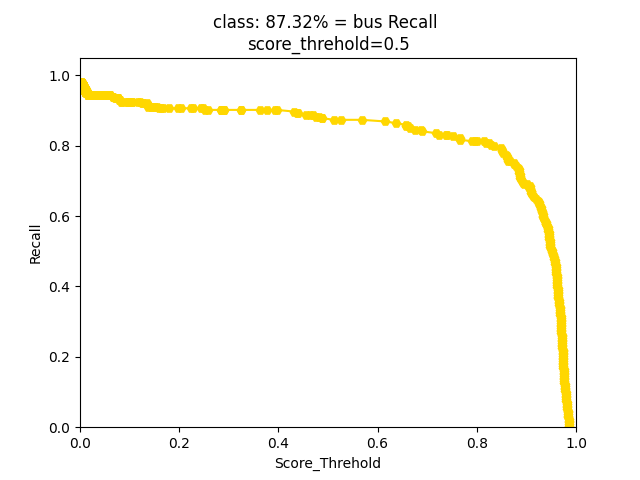 class: 87.32% = bus Recall
score_threhold=0.5
1.0
0.8
0.6
0.4
0.2
0.0
Recall
0.0 0.2 0.4 0.6 0.8 1.0
Score_Threhold